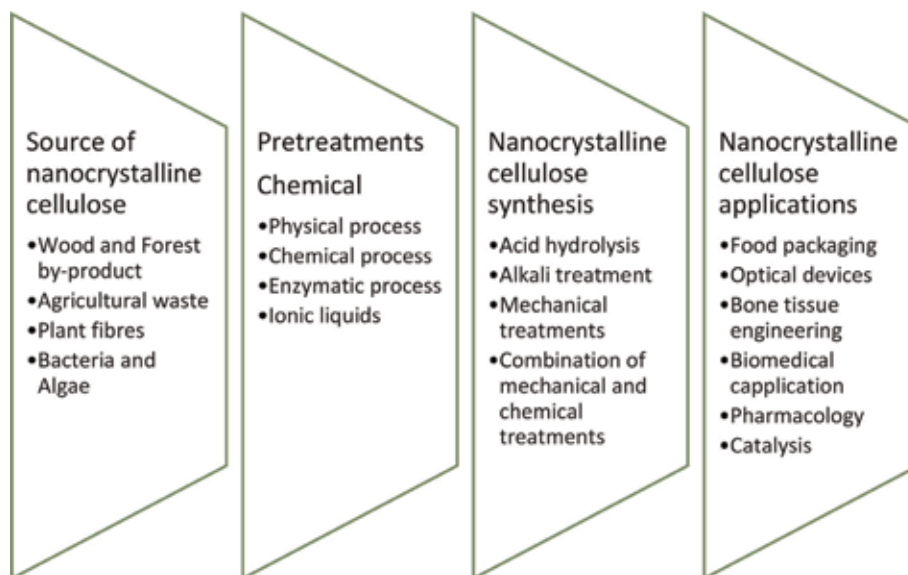 Source of
nanocrystalline
cellulose
•Wood and Forest
by-product
•Agricultural waste
•Plant fibres
•Bacteria and
Algae
Pretreatments
Chemical
•Physical process
•Chemical process
•Enzymatic process
•Ionic liquids
Nanocrystalline
cellulose
synthesis
•Acid hydrolysis
•Alkali treatment
•Mechanical
treatments
•Combination of
mechanical and
chemical
treatments
Nanocrystalline
cellulose
applications
•Food packaging
•Optical devices
•Bone tissue
engineering
•Biomedical
capplication
•Pharmacology
•Catalysis